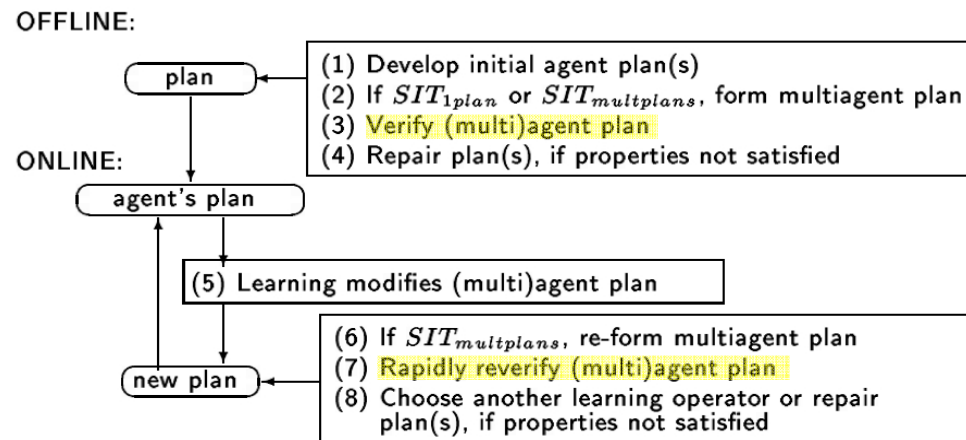 OFFLINE:
plan
(1) Develop initial agent plan(s)
(2) If SIT1plan or SITmultplans, form multiagent plan
(3) Verify (multi)agent plan
(4) Repair plan(s), if properties not satisfied
ONLINE:
agent's plan
(5) Learning modifies (multi)agent plan
(6) If SITmultplans, re-form multiagent plan
(7) Rapidly reverify (multi)agent plan
(8) Choose another learning operator or repair
plan(s), if properties not satisfied
new plan